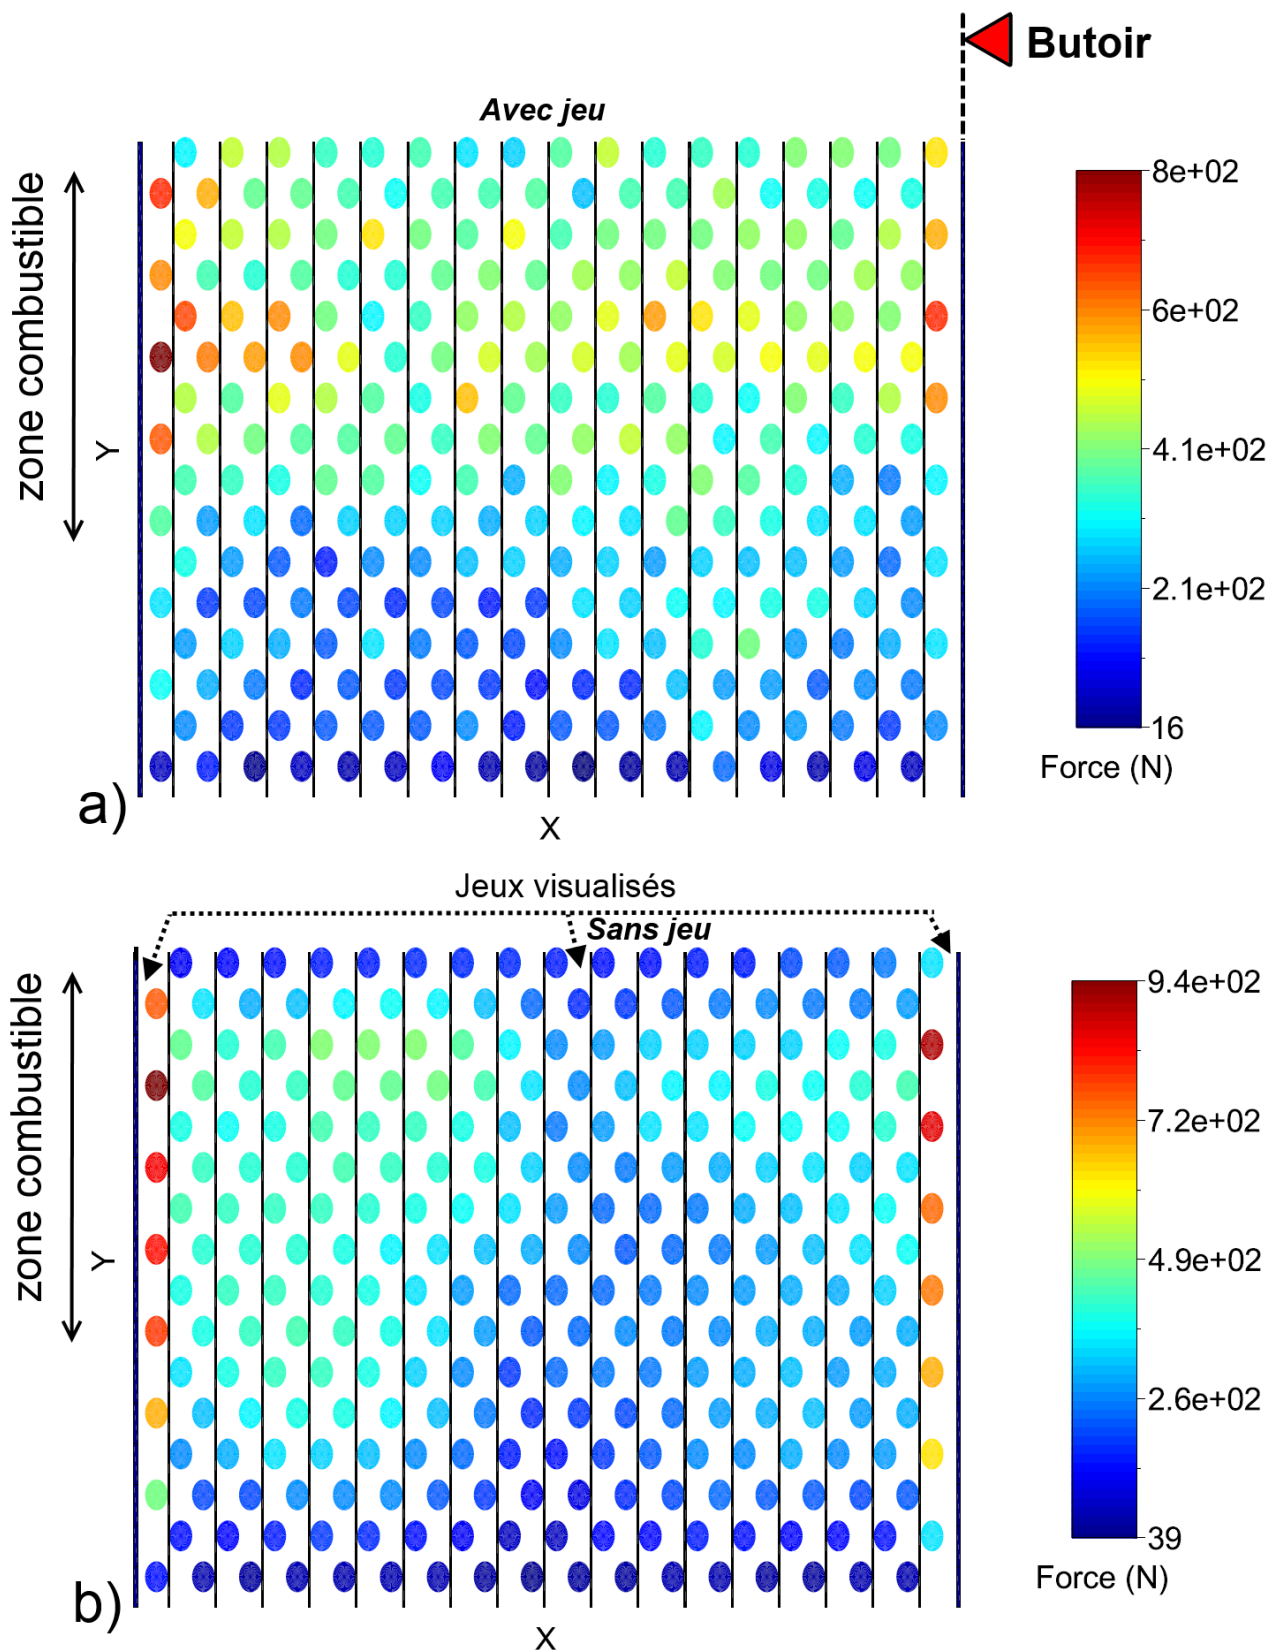 Butoir
Avec jeu
zone combustible
Y
8e+02
6e+02
4.1e+02
2.1e+02
16
Force (N)
a)
X
Jeux visualisés
Sans jeu
zone combustible
Y
9.4e+02
7.2e+02
4.9e+02
2.6e+02
39
Force (N)
b)
X